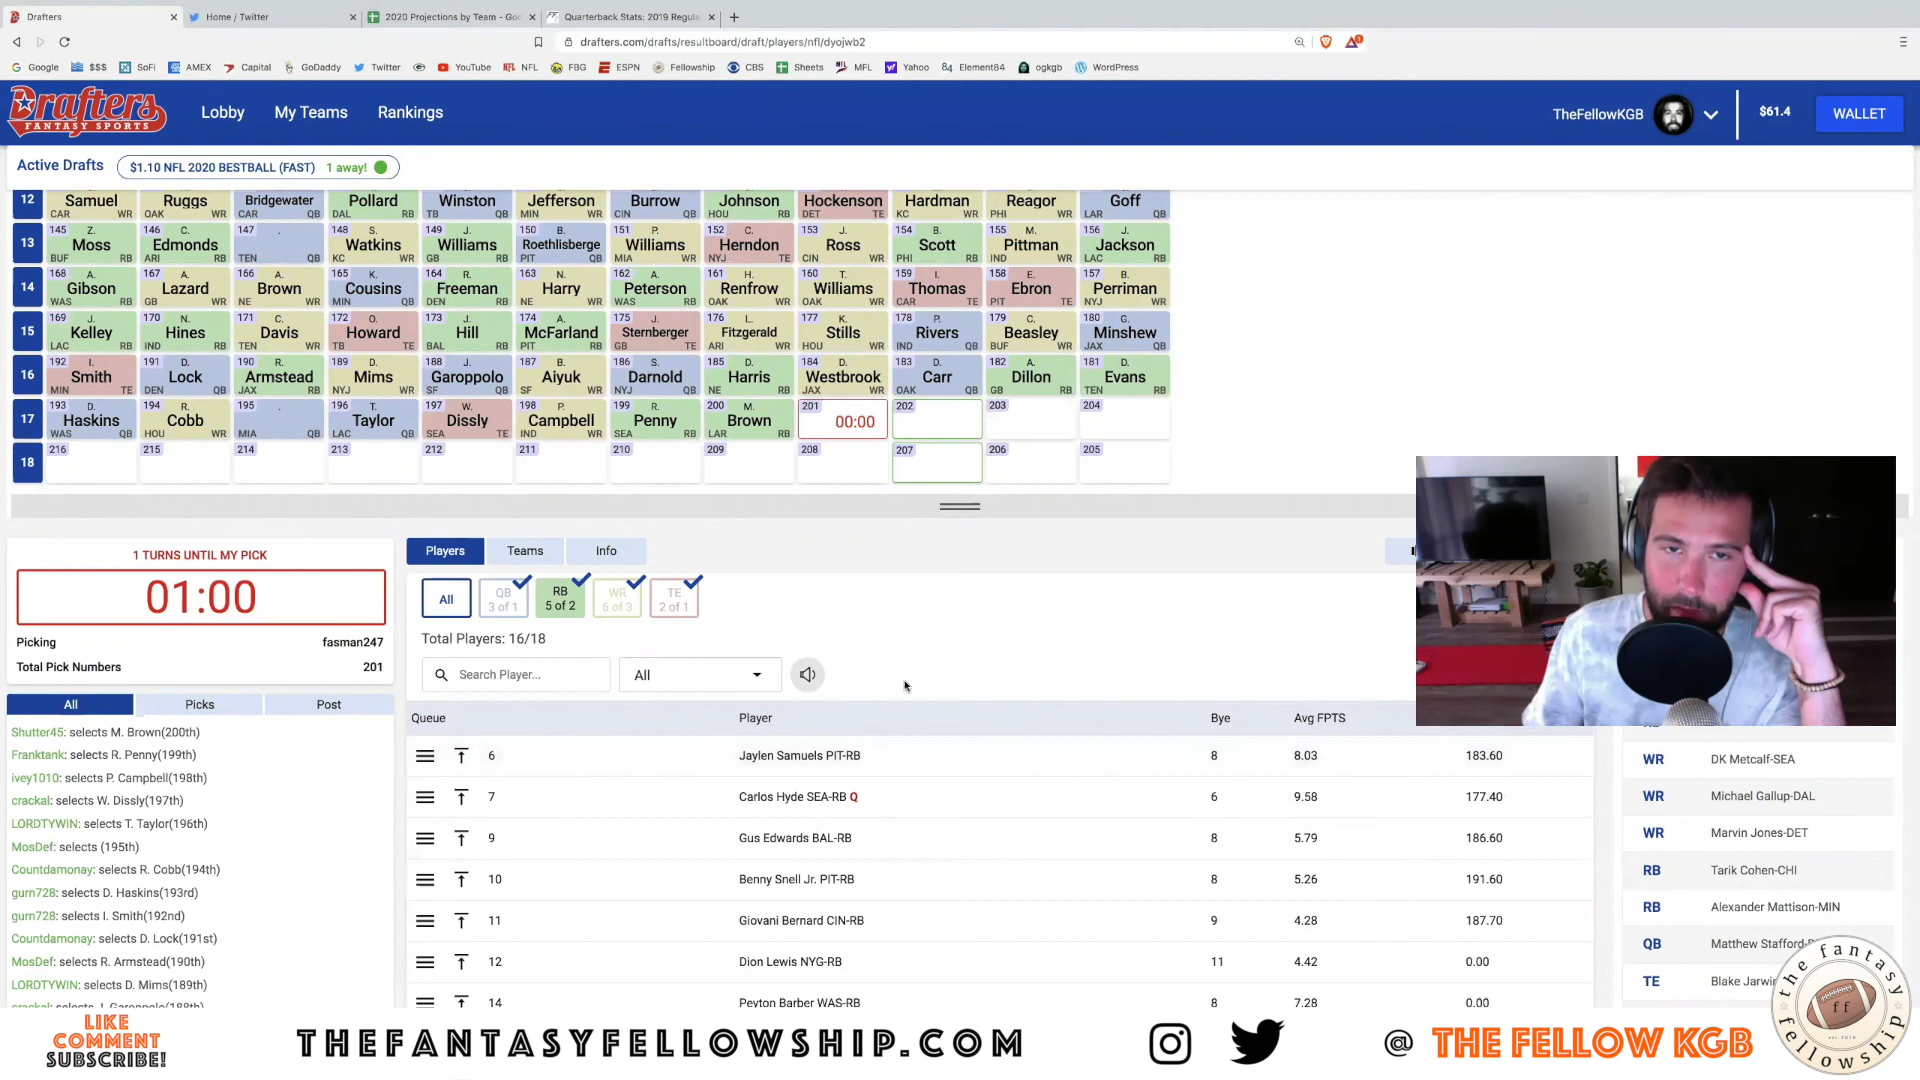 Drafters
Home / Twitter
2020 Projections by Team - Goo
Quarterback Stats: 2019 Regula
drafters.com/drafts/resultboard/draft/players/nfl/dyojwb2
Google $$$ SoFi AMEX Capital GoDaddy Twitter YouTube NFL FBG ESPN Fellowship CBS Sheets MFL Yahoo Element84 ogkgb WordPress
Drafters
FANTASY SPORTS
Lobby My Teams Rankings
TheFellowKGB
$61.4
WALLET
Active Drafts
$1.10 NFL 2020 BESTBALL (FAST) 1 away!
12 Samuel CAR WR Ruggs OAK WR Bridgewater CAR QB Pollard DAL RB Winston TB QB Jefferson MIN WR Burrow CIN QB Johnson HOU RB Hockenson DET TE Hardman KC WR Reagor PHI WR Goff LAR QB
13 145 Z. Moss BUF RB 146 C. Edmonds ARI RB 147 . TEN QB 148 S. Watkins KC WR 149 J. Williams GB RB 150 B. Roethlisberge PIT QB 151 P. Williams MIA WR 152 C. Herndon NYJ TE 153 J. Ross CIN WR 154 B. Scott PHI RB 155 M. Pittman IND WR 156 J. Jackson LAC RB
14 168 A. Gibson WAS RB 167 A. Lazard GB WR 166 A. Brown NE WR 165 K. Cousins MIN QB 164 R. Freeman DEN RB 163 N. Harry NE WR 162 A. Peterson WAS RB 161 H. Renfrow OAK WR 160 T. Williams OAK WR 159 I. Thomas CAR TE 158 E. Ebron PIT TE 157 B. Perriman NYJ WR
15 169 J. Kelley LAC RB 170 N. Hines IND RB 171 C. Davis TEN WR 172 O. Howard TB TE 173 J. Hill BAL RB 174 A. McFarland PIT RB 175 J. Sternberger GB TE 176 L. Fitzgerald ARI WR 177 K. Stills HOU WR 178 P. Rivers IND QB 179 C. Beasley BUF WR 180 G. Minshew JAX QB
16 192 I. Smith MIN TE 191 D. Lock DEN QB 190 R. Armstead JAX RB 189 D. Mims NYJ WR 188 J. Garoppolo SF QB 187 B. Aiyuk SF WR 186 S. Darnold NYJ QB 185 D. Harris NE RB 184 D. Westbrook JAX WR 183 D. Carr OAK QB 182 A. Dillon GB RB 181 D. Evans TEN RB
17 193 D. Haskins WAS QB 194 R. Cobb HOU WR 195 . MIA QB 196 T. Taylor LAC QB 197 W. Dissly SEA TE 198 P. Campbell IND WR 199 R. Penny SEA RB 200 M. Brown LAR RB 201 00:00 202 203 204
18 216 215 214 213 212 211 210 209 208 207 206 205
1 TURNS UNTIL MY PICK
01:00
Picking fasman247
Total Pick Numbers 201
All Picks Post
Shutter45: selects M. Brown(200th)
Franktank: selects R. Penny(199th)
ivey1010: selects P. Campbell(198th)
crackal: selects W. Dissly(197th)
LORDTYWIN: selects T. Taylor(196th)
MosDef: selects (195th)
Countdamonay: selects R. Cobb(194th)
gurn728: selects D. Haskins(193rd)
gurn728: selects I. Smith(192nd)
Countdamonay: selects D. Lock(191st)
MosDef: selects R. Armstead(190th)
LORDTYWIN: selects D. Mims(189th)
crackal: selects J. Garoppolo(188th)
Players Teams Info
All QB 3 of 1 RB 5 of 2 WR 6 of 3 TE 2 of 1
Total Players: 16/18
Search Player... All
Queue Player Bye Avg FPTS
6 Jaylen Samuels PIT-RB 8 8.03 183.60
7 Carlos Hyde SEA-RB Q 6 9.58 177.40
9 Gus Edwards BAL-RB 8 5.79 186.60
10 Benny Snell Jr. PIT-RB 8 5.26 191.60
11 Giovani Bernard CIN-RB 9 4.28 187.70
12 Dion Lewis NYG-RB 11 4.42 0.00
14 Peyton Barber WAS-RB 8 7.28 0.00
WR DK Metcalf-SEA
WR Michael Gallup-DAL
WR Marvin Jones-DET
RB Tarik Cohen-CHI
RB Alexander Mattison-MIN
QB Matthew Stafford-
TE Blake Jarwin
LIKE
COMMENT
SUBSCRIBE!
THEFANTASYFELLOWSHIP.COM
@ THE FELLOW KGB
the fantasy
ff
fellowship